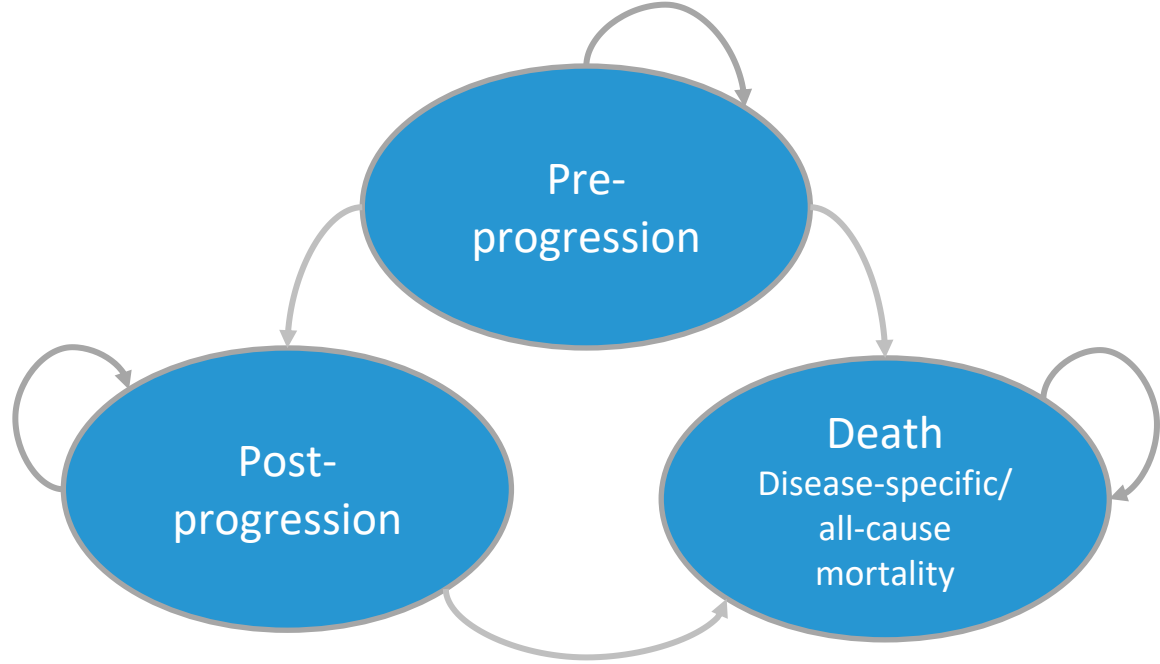 Pre-
progression
Post-
progression
Death
Disease-specific/
all-cause
mortality